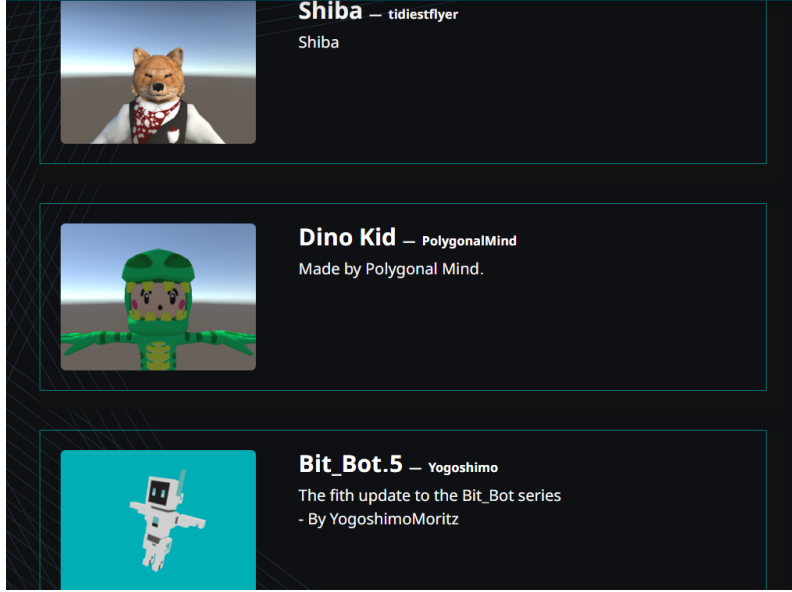 Shiba — tidiestflyer
Shiba
Dino Kid — PolygonalMind
Made by Polygonal Mind.
Bit_Bot.5 — Yogoshimo
The fith update to the Bit_Bot series
- By YogoshimoMoritz